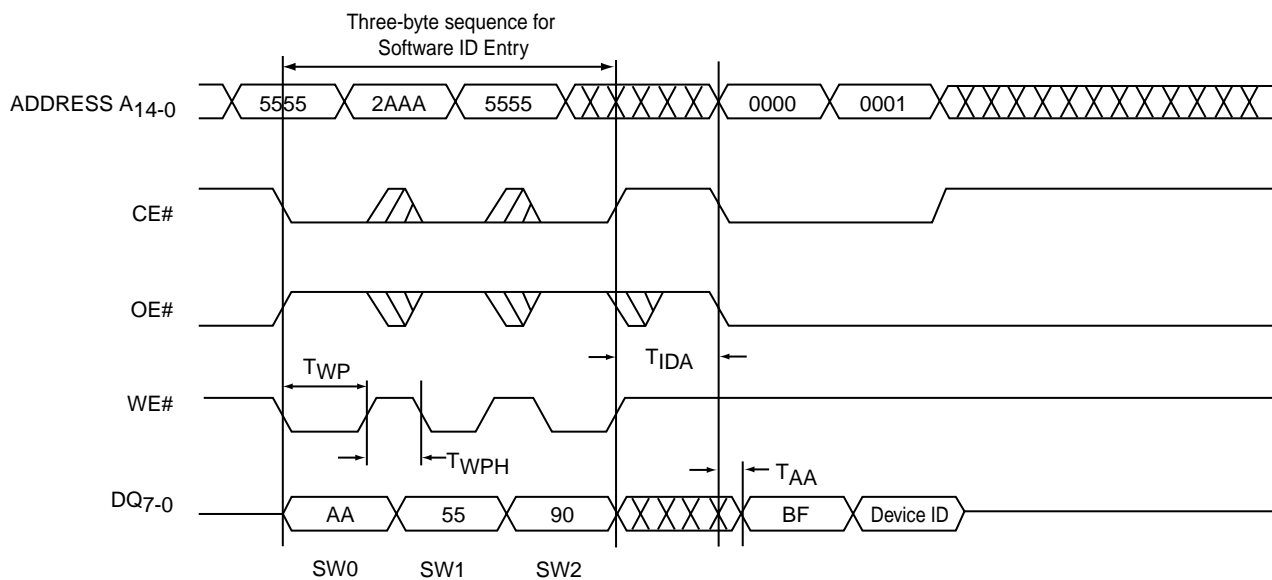 Three-byte sequence for
Software ID Entry
ADDRESS A14-0
5555 2AAA 5555 0000 0001
CE#
OE#
TIDA
TWP
WE#
TWPH
TAA
DQ7-0
AA 55 90 BF Device ID
SW0 SW1 SW2